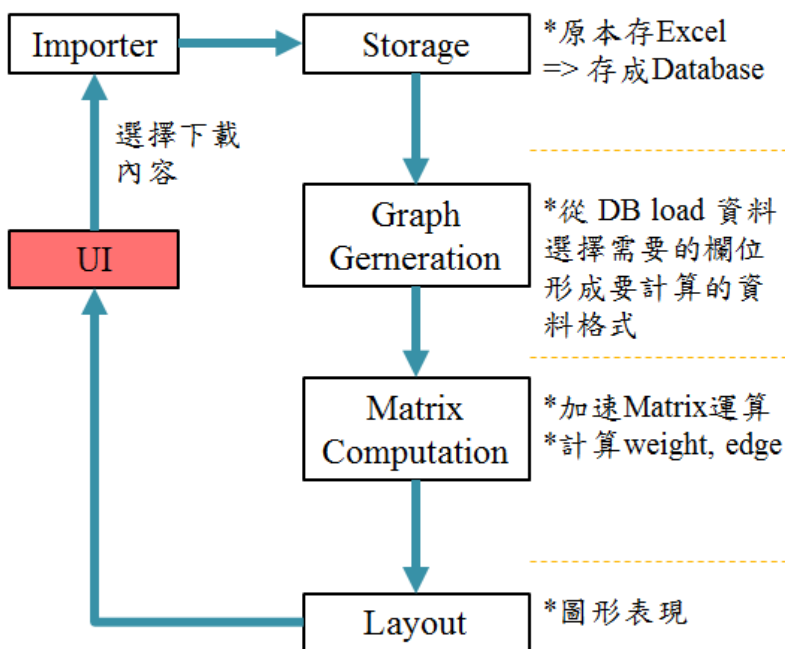 Importer
Storage
*原本存Excel
=> 存成Database
選擇下載
內容
Graph
Gerneration
*從 DB load 資料
選擇需要的欄位
形成要計算的資
料格式
UI
Matrix
Computation
*加速Matrix運算
*計算weight, edge
Layout
*圖形表現